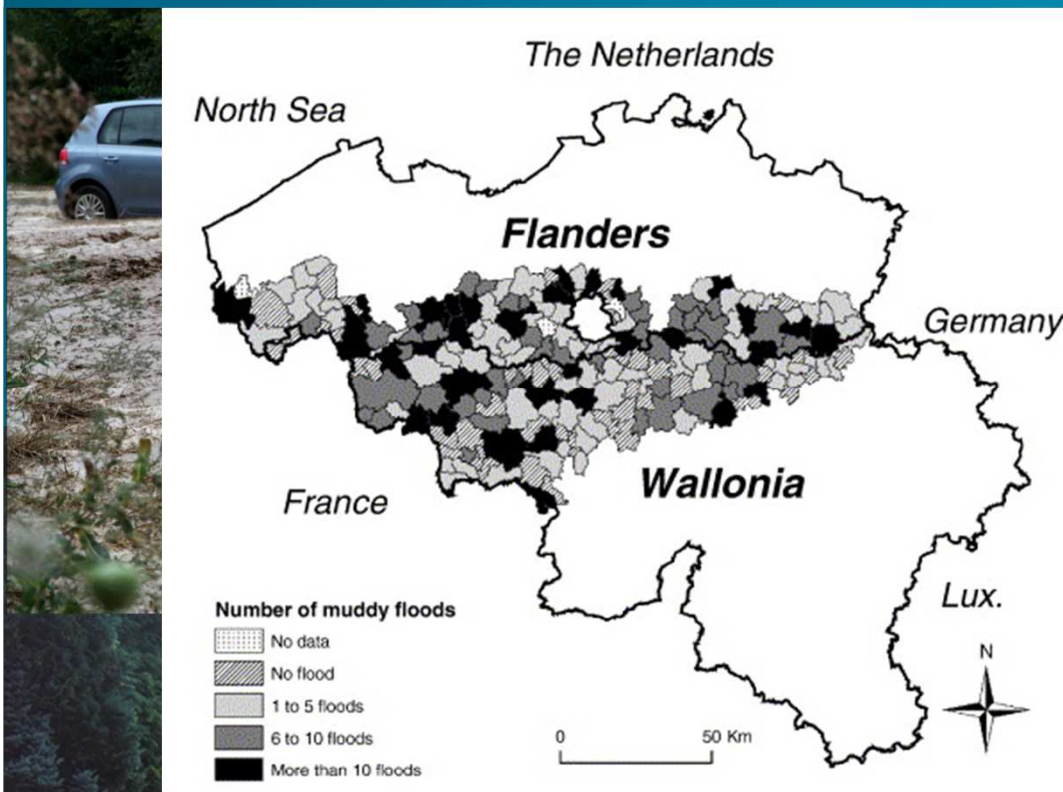 The Netherlands
North Sea
Flanders
Germany
Wallonia
France
Lux.
Number of muddy floods
No data
No flood
1 to 5 floods
6 to 10 floods
More than 10 floods
0 50 Km
N